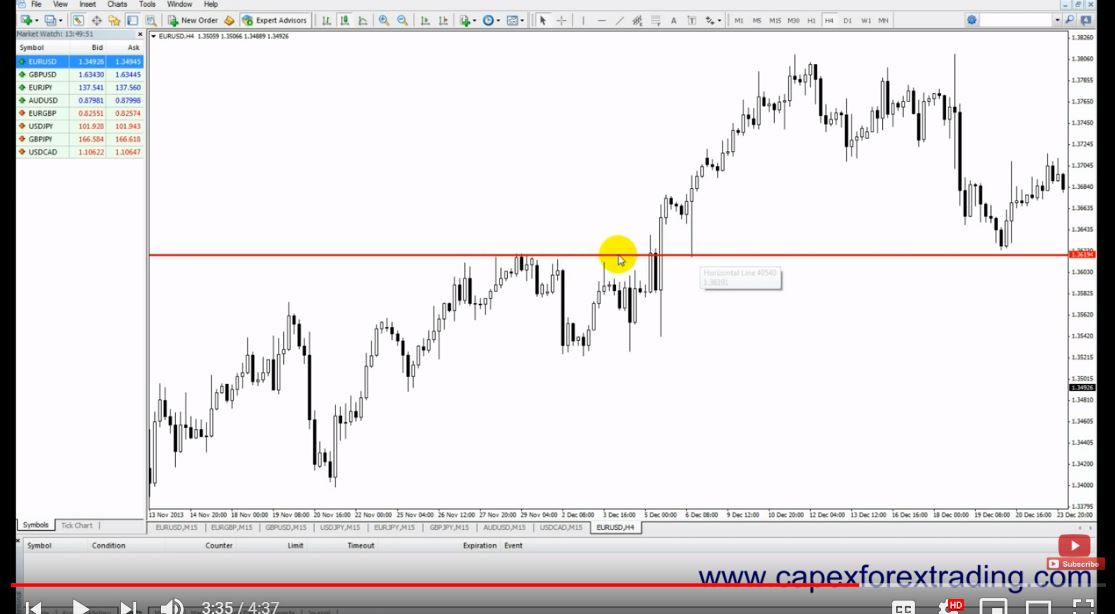 File View Insert Charts Tools Window Help
New Order Expert Advisors A T M1 M5 M15 M30 H1 H4 D1 W1 MN
Market Watch: 13:49:51
Symbol Bid Ask
EURUSD 1.34926 1.34945
GBPUSD 1.63430 1.63445
EURJPY 137.541 137.560
AUDUSD 0.87981 0.87998
EURGBP 0.82551 0.82574
USDJPY 101.928 101.943
GBPJPY 166.584 166.618
USDCAD 1.10622 1.10647
Symbols Tick Chart
EURUSD,H4 1.35059 1.35066 1.34889 1.34926
1.38260
1.38060
1.37855
1.37650
1.37450
1.37245
1.37045
1.36840
1.36635
1.36435
1.36194
1.36030
1.35825
1.35620
1.35420
1.35215
1.35015
1.34926
1.34810
1.34605
1.34405
1.34200
1.34000
1.33795
Horizontal Line 40540
1.36191
13 Nov 2013 14 Nov 20:00 18 Nov 00:00 19 Nov 08:00 20 Nov 16:00 22 Nov 00:00 25 Nov 04:00 26 Nov 12:00 27 Nov 20:00 29 Nov 04:00 2 Dec 08:00 3 Dec 16:00 5 Dec 00:00 6 Dec 08:00 9 Dec 12:00 10 Dec 20:00 12 Dec 04:00 13 Dec 12:00 16 Dec 16:00 18 Dec 00:00 19 Dec 08:00 20 Dec 16:00 23 Dec 20:00
EURUSD,M15 EURGBP,M15 GBPUSD,M15 USDJPY,M15 EURJPY,M15 GBPJPY,M15 AUDUSD,M15 USDCAD,M15 EURUSD,H4
Symbol Condition Counter Limit Timeout Expiration Event
Subscribe
www.capexforextrading.com
3:35 / 4:37
CC HD